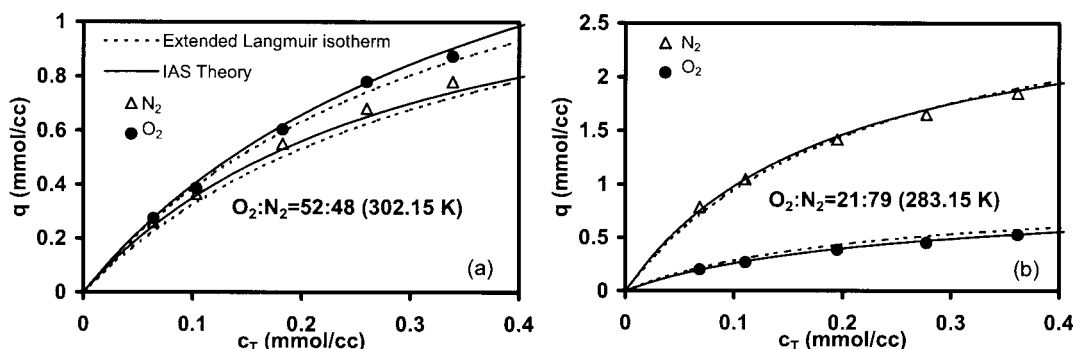 1
0.8
0.6
0.4
0.2
0
q (mmol/cc)
Extended Langmuir isotherm
IAS Theory
N₂
O₂
O₂:N₂=52:48 (302.15 K)
(a)
0 0.1 0.2 0.3 0.4
c_T (mmol/cc)
2.5
2
1.5
1
0.5
0
q (mmol/cc)
N₂
O₂
O₂:N₂=21:79 (283.15 K)
(b)
0 0.1 0.2 0.3 0.4
c_T (mmol/cc)